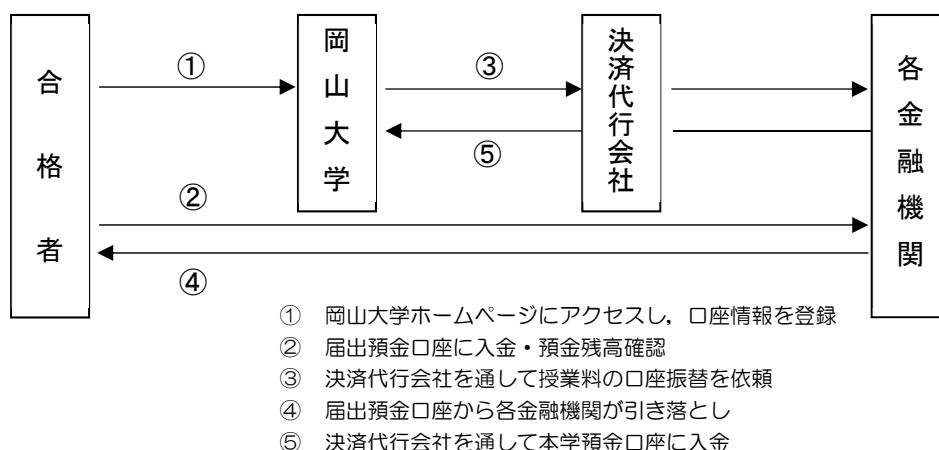 合格者
①
岡山大学
③
⑤
決済代行会社
各金融機関
②
④
① 岡山大学ホームページにアクセスし，口座情報を登録
② 届出預金口座に入金・預金残高確認
③ 決済代行会社を通して授業料の口座振替を依頼
④ 届出預金口座から各金融機関が引き落とし
⑤ 決済代行会社を通して本学預金口座に入金